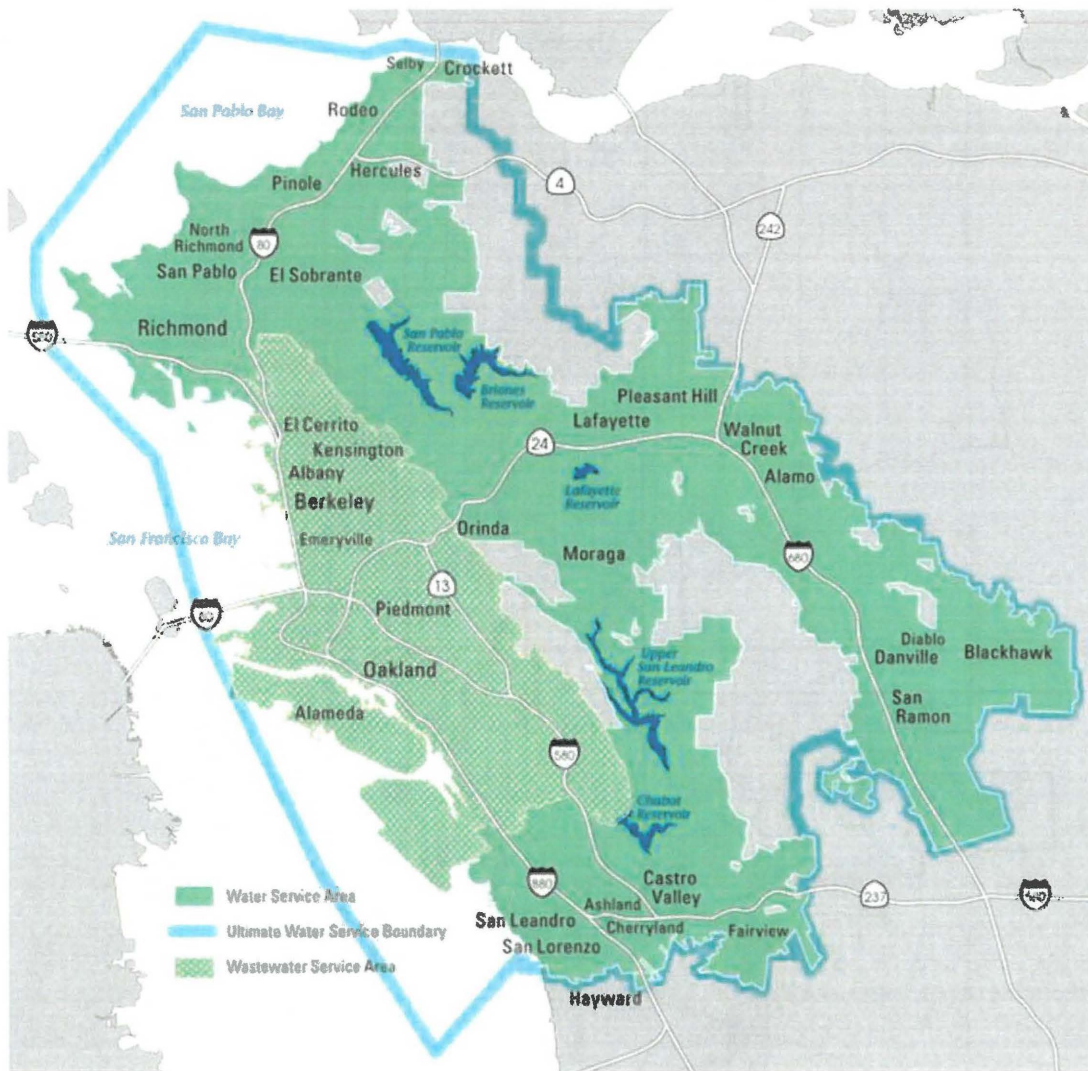 Selby
Crockett
San Pablo Bay
Rodeo
Hercules
4
Pinole
242
North
Richmond
80
San Pablo
El Sobrante
Richmond
580
San Pablo
Reservoir
Briones
Reservoir
Pleasant Hill
Lafayette
El Cerrito
Kensington
24
Walnut
Creek
Albany
Alamo
Berkeley
Lafayette
Reservoir
San Francisco Bay
Emeryville
Orinda
Moraga
680
13
80
Piedmont
Upper
San Leandro
Reservoir
Diablo
Danville
Blackhawk
Oakland
San
Ramon
Alameda
580
Chabot
Reservoir
Water Service Area
880
Castro
Valley
237
Ashland
San Leandro
Cherryland
Fairview
Ultimate Water Service Boundary
San Lorenzo
Wastewater Service Area
Hayward